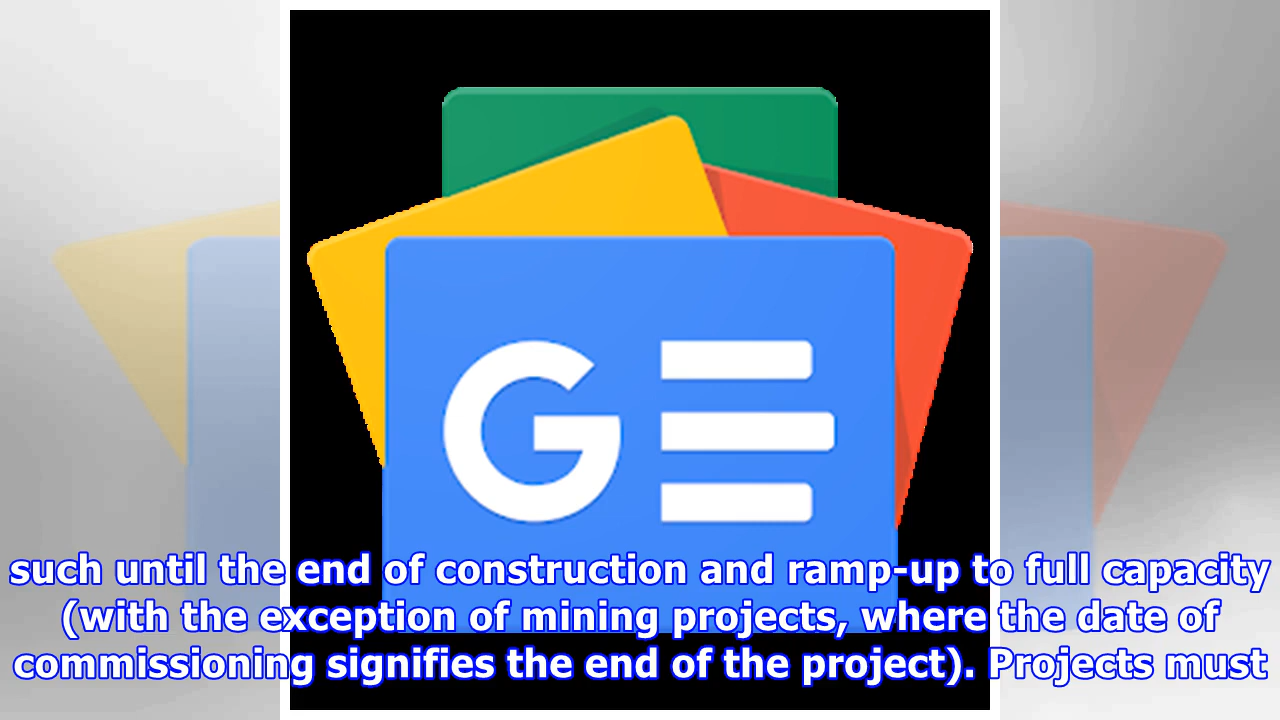 G
such until the end of construction and ramp-up to full capacity
(with the exception of mining projects, where the date of
commissioning signifies the end of the project). Projects must